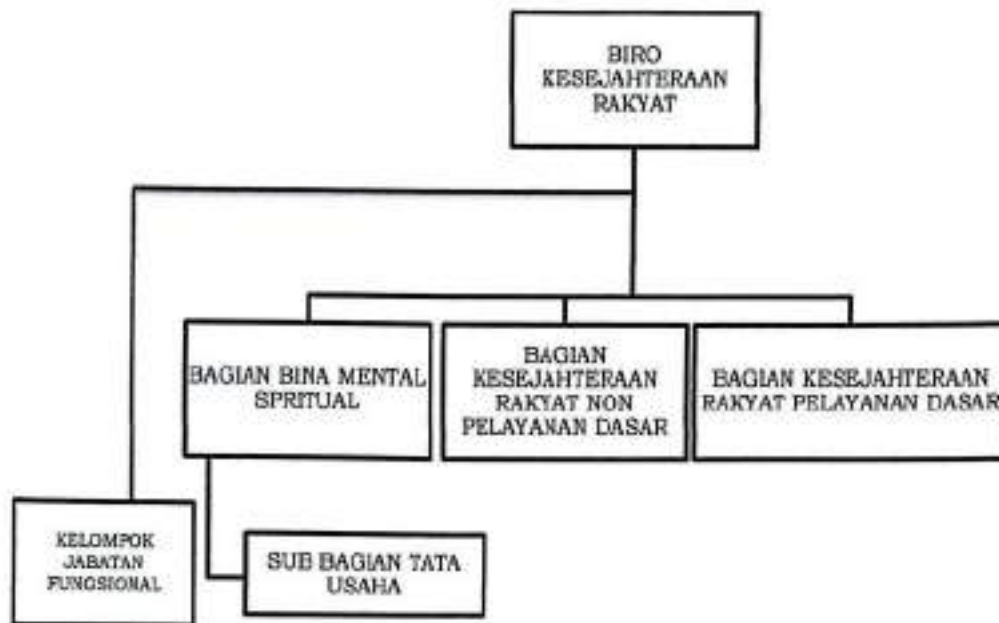 BIRO
KESEJAHTERAAN
RAKYAT
BAGIAN BINA MENTAL
SPRITUAL
BAGIAN
KESEJAHTERAAN
RAKYAT NON
PELAYANAN DASAR
BAGIAN KESEJAHTERAAN
RAKYAT PELAYANAN DASAR
KELOMPOK
JABATAN
FUNGSIONAL
SUB BAGIAN TATA
USAHA